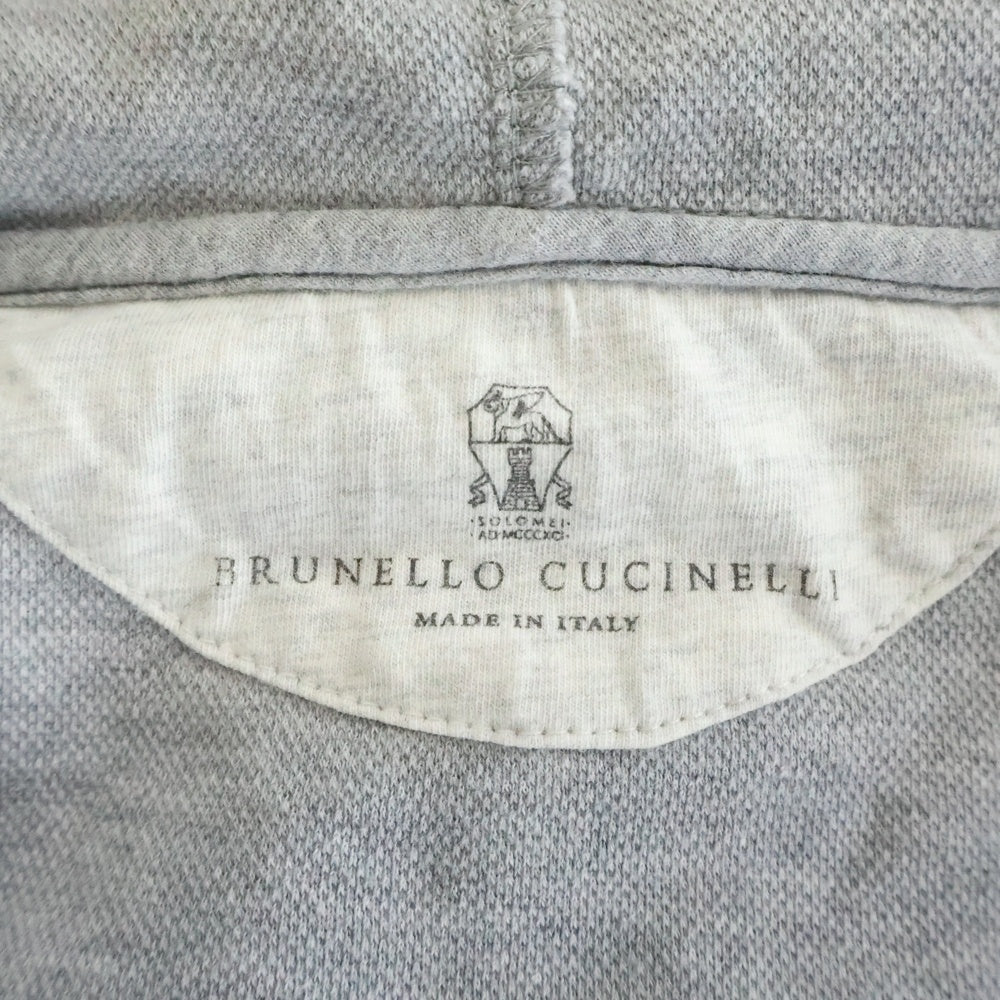 ·SOLOMEI·
·AD·MCCCXCI·
BRUNELLO CUCINELLI
MADE IN ITALY